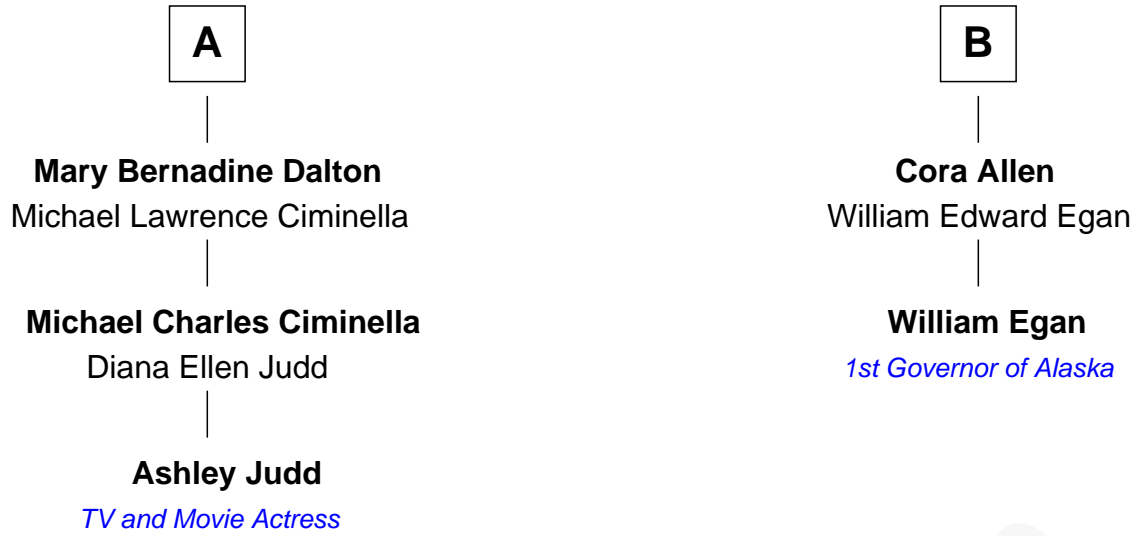 A
Mary Bernadine Dalton
Michael Lawrence Ciminella
Michael Charles Ciminella
Diana Ellen Judd
Ashley Judd
TV and Movie Actress
B
Cora Allen
William Edward Egan
William Egan
1st Governor of Alaska